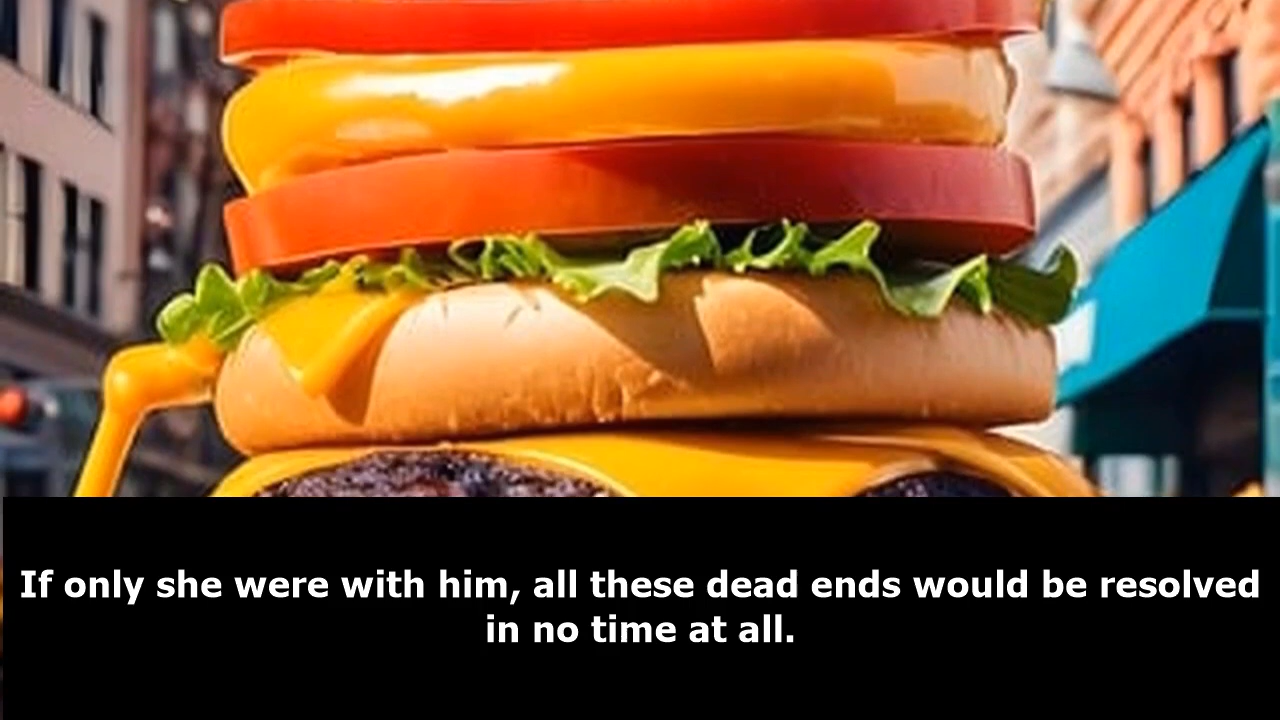 If only she were with him, all these dead ends would be resolved
in no time at all.